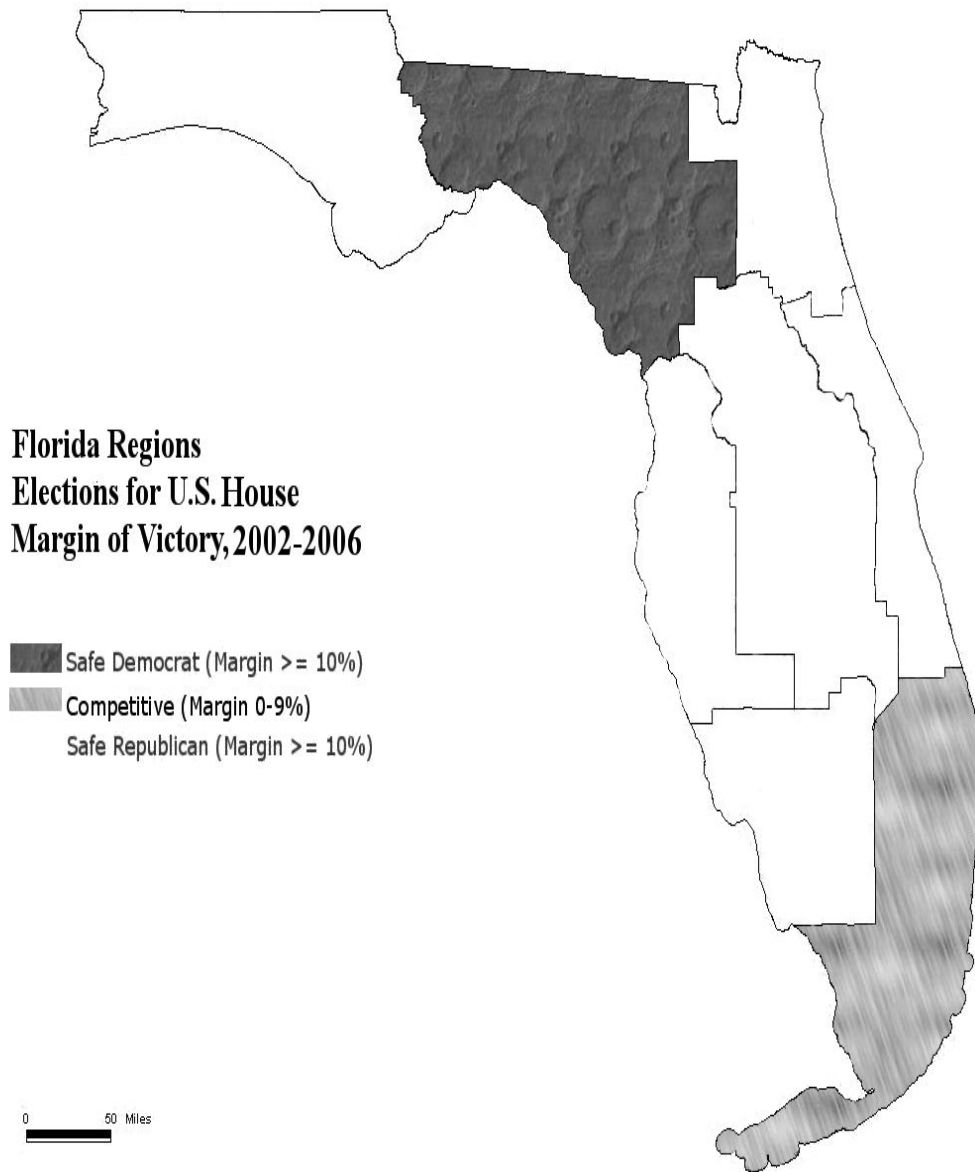 Florida Regions
Elections for U.S. House
Margin of Victory, 2002-2006
Safe Democrat (Margin >= 10%)
Competitive (Margin 0-9%)
Safe Republican (Margin >= 10%)
0 50 Miles